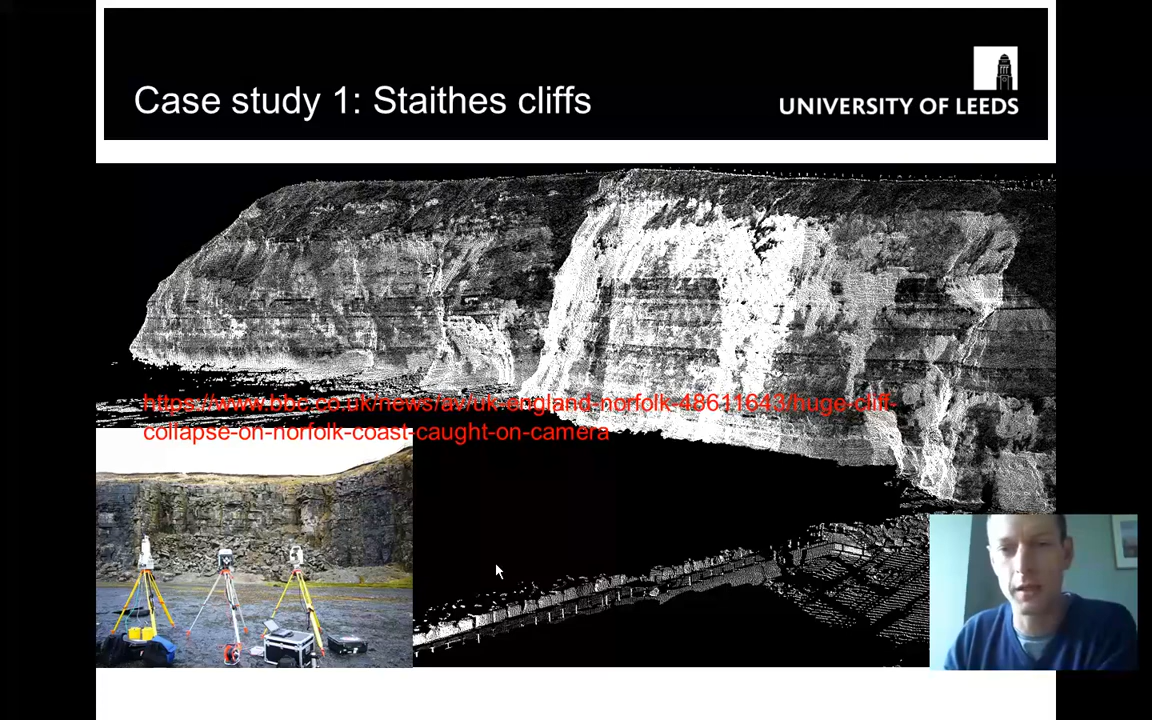 Case study 1: Staithes cliffs
UNIVERSITY OF LEEDS
https://www.bbc.co.uk/news/av/uk-england-norfolk-48611643/huge-cliff-
collapse-on-norfolk-coast-caught-on-camera